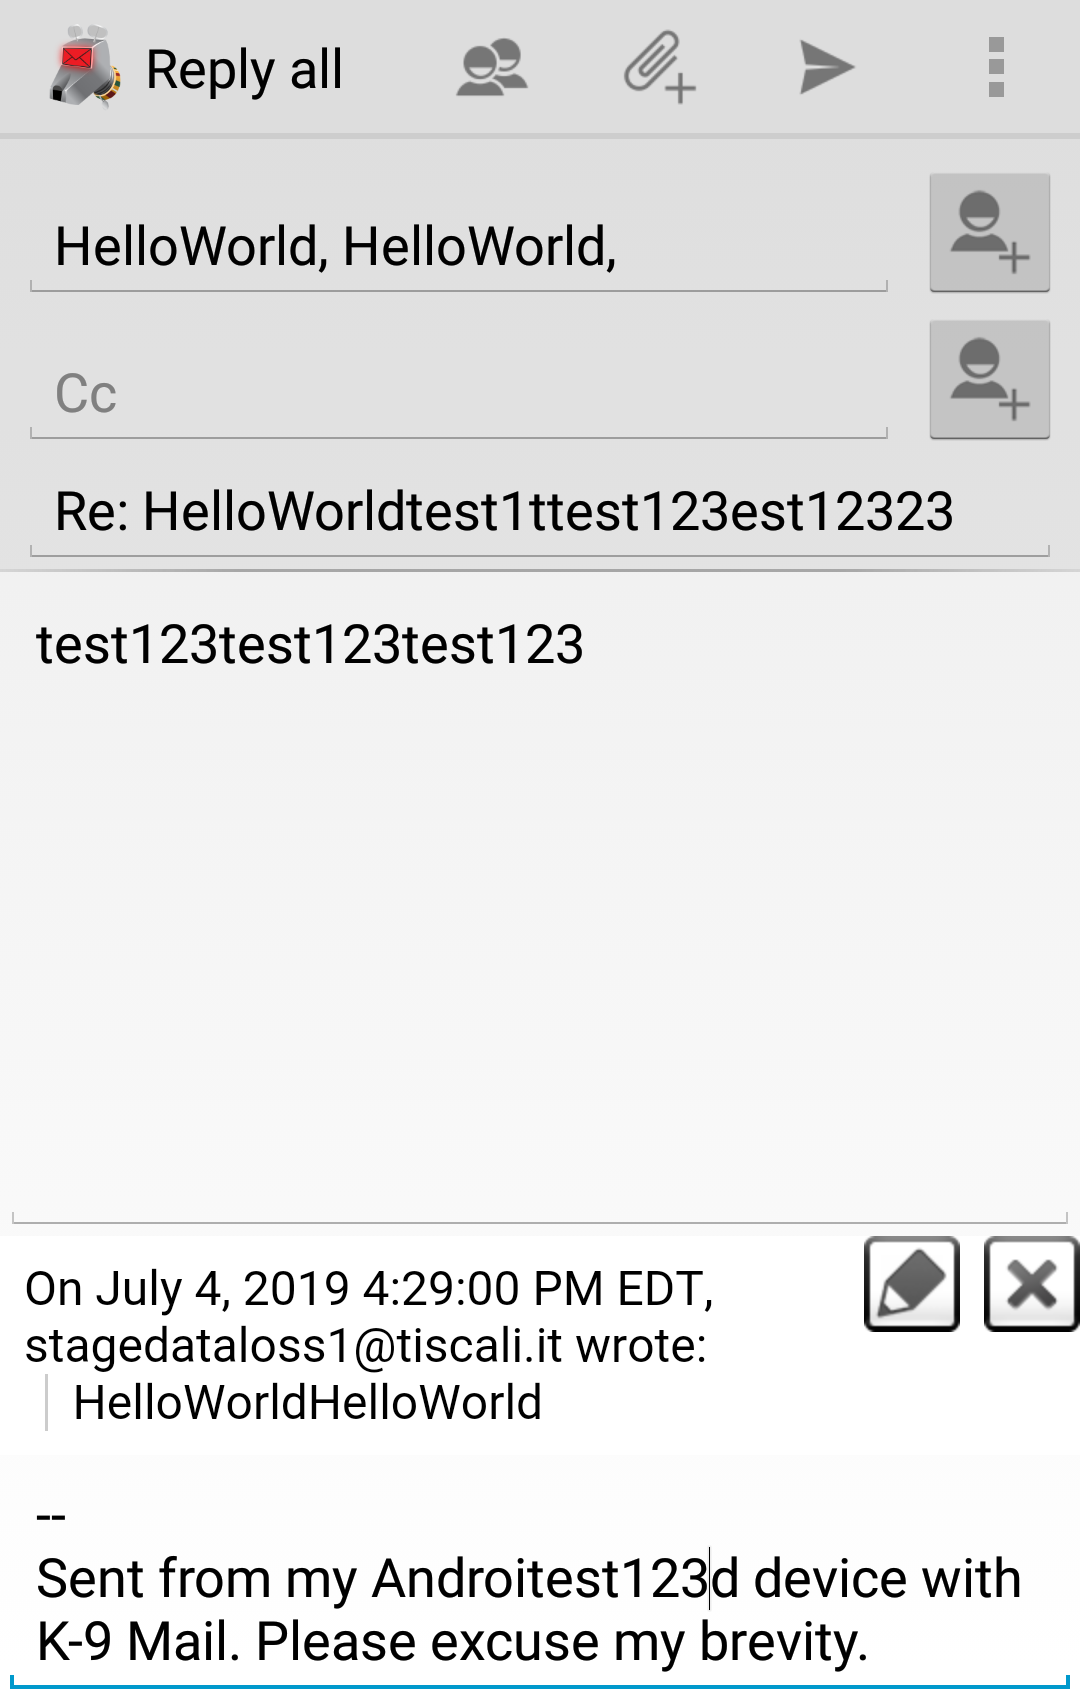 Reply all
HelloWorld, HelloWorld,
Cc
Re: HelloWorldtest1ttest123est12323
test123test123test123
On July 4, 2019 4:29:00 PM EDT,
stagedataloss1@tiscali.it wrote:
HelloWorldHelloWorld
--
Sent from my Androitest123d device with
K-9 Mail. Please excuse my brevity.